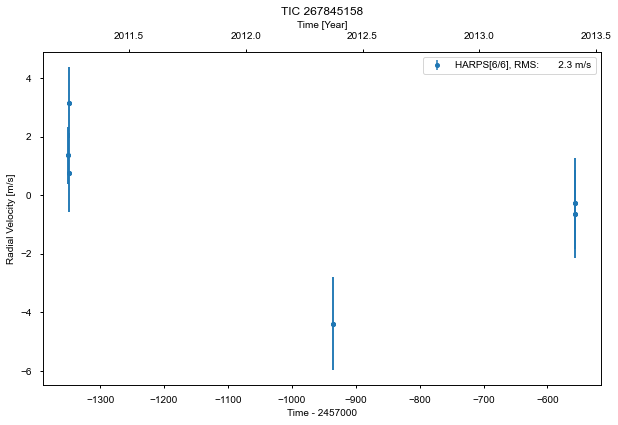 TIC 267845158
Time [Year]
2011.5 2012.0 2012.5 2013.0 2013.5
HARPS[6/6], RMS: 2.3 m/s
Radial Velocity [m/s]
4
2
0
−2
−4
−6
−1300 −1200 −1100 −1000 −900 −800 −700 −600
Time - 2457000